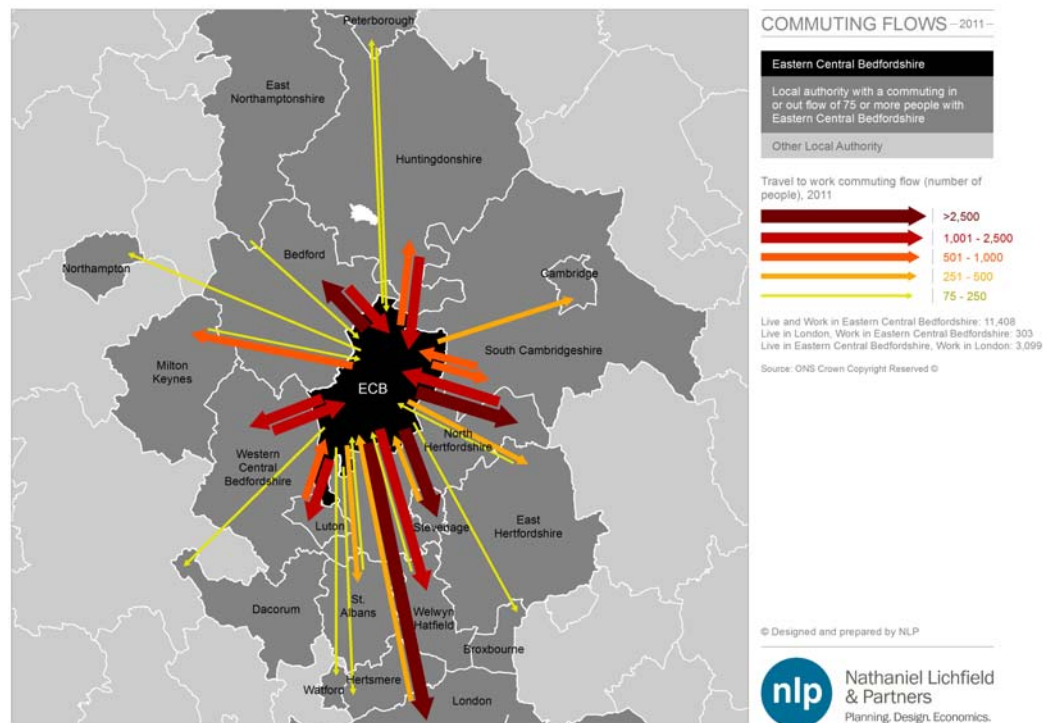 COMMUTING FLOWS – 2011 –
Eastern Central Bedfordshire
Local authority with a commuting in
or out flow of 75 or more people with
Eastern Central Bedfordshire
Other Local Authority
Travel to work commuting flow (number of
people), 2011
>2,500
1,001 - 2,500
501 - 1,000
251 - 500
75 - 250
Live and Work in Eastern Central Bedfordshire: 11,408
Live in London, Work in Eastern Central Bedfordshire: 303
Live in Eastern Central Bedfordshire, Work in London: 3,099
Source: ONS Crown Copyright Reserved ©
Peterborough
East
Northamptonshire
Huntingdonshire
Bedford
Northampton
Cambridge
South Cambridgeshire
Milton
Keynes
ECB
North
Hertfordshire
Western
Central
Bedfordshire
Luton
Stevenage
East
Hertfordshire
Dacorum
St.
Albans
Welwyn
Hatfield
Broxbourne
Watford
Hertsmere
London
© Designed and prepared by NLP
nlp
Nathaniel Lichfield
& Partners
Planning. Design. Economics.